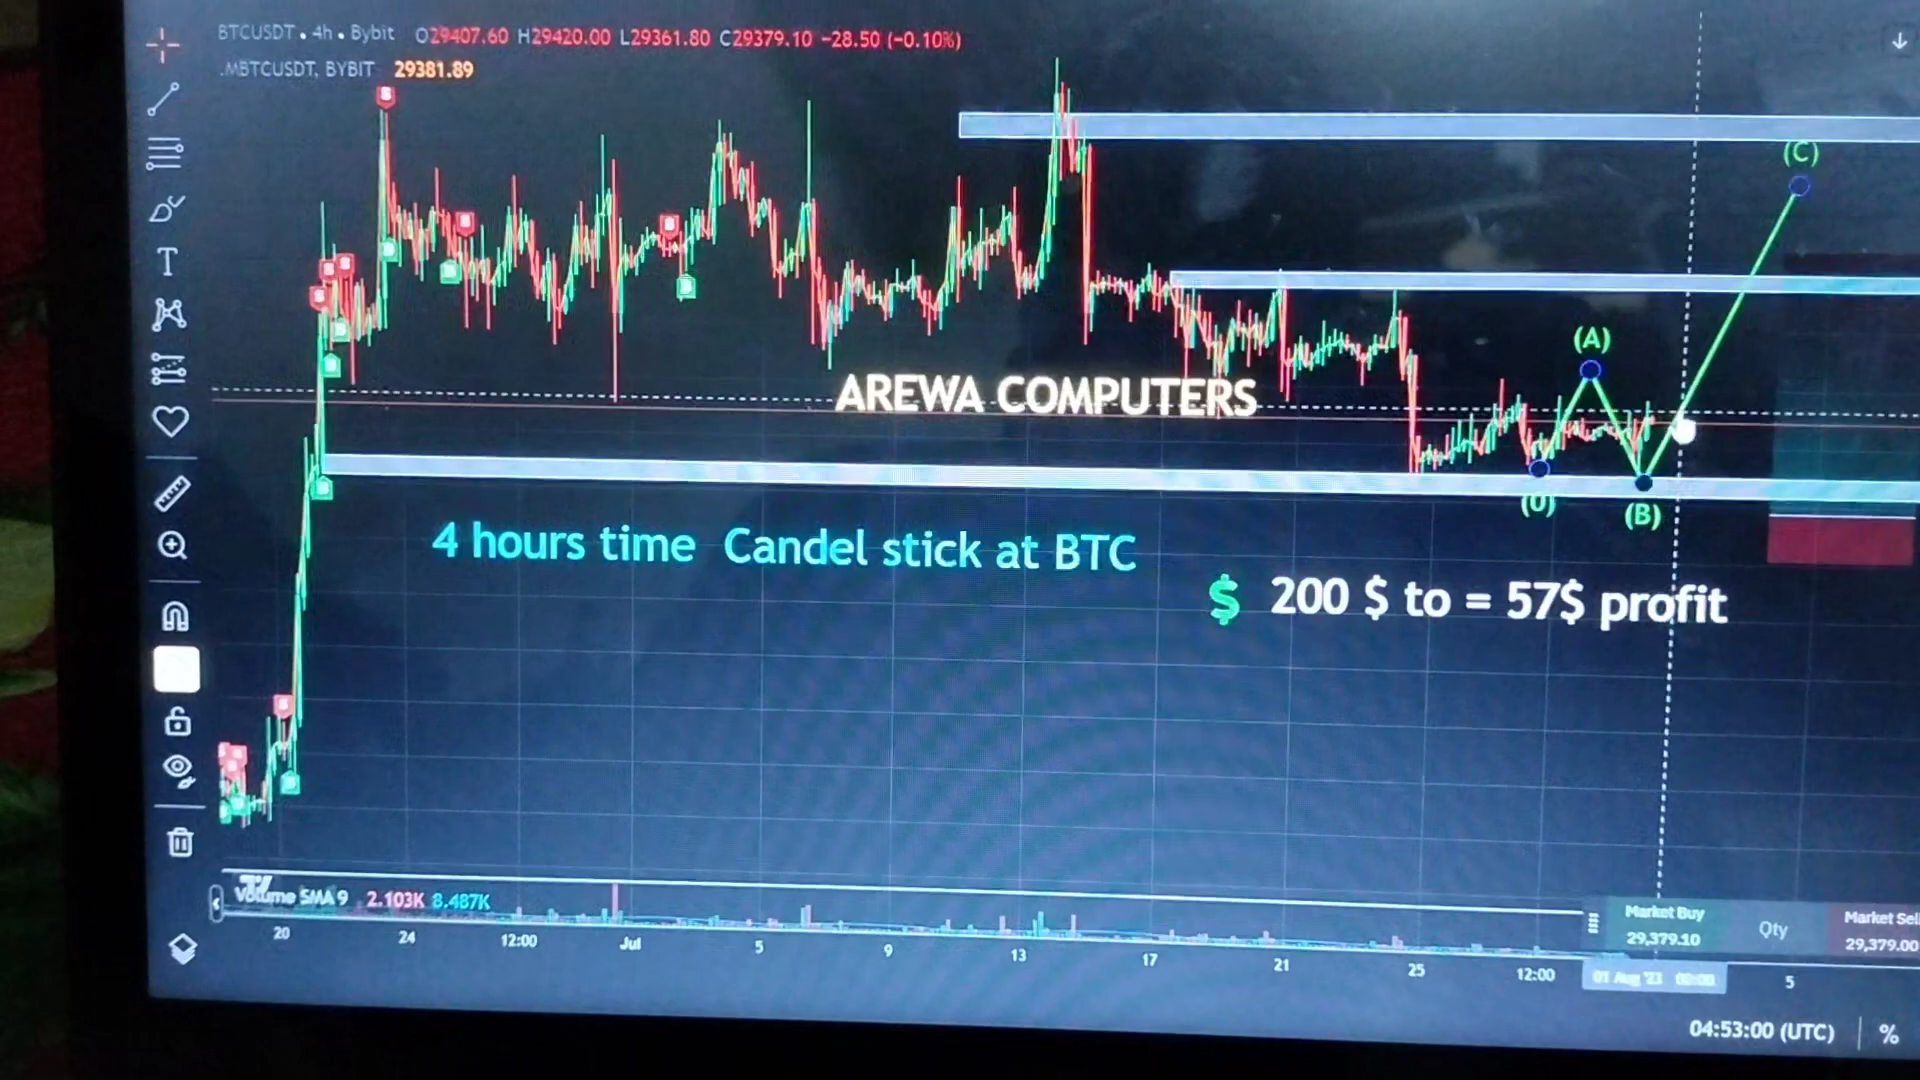 BTCUSDT • 4h • Bybit O29407.60 H29420.00 L29361.80 C29379.10 −28.50 (−0.10%)
.MBTCUSDT, BYBIT 29381.89
(C)
(A)
AREWA COMPUTERS
(0)
(B)
4 hours time Candel stick at BTC
$ 200 $ to = 57$ profit
Volume SMA 9 2.103K 8.487K
Market Buy
29,379.10
Qty
Market Sell
29,379.00
20 24 12:00 Jul 5 9 13 17 21 25 12:00 01 Aug '23 5
04:53:00 (UTC) %